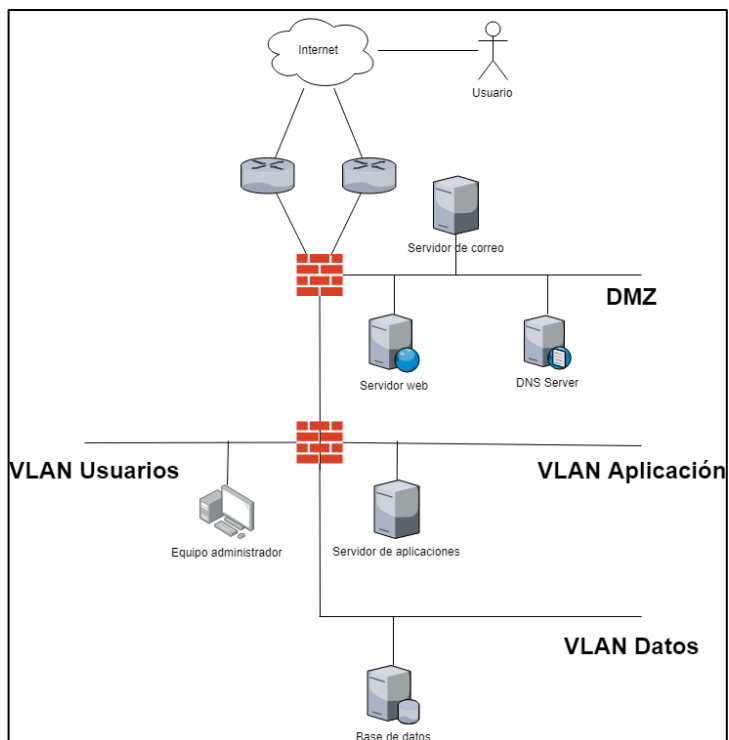 Internet
Usuario
Servidor de correo
DMZ
Servidor web
DNS Server
VLAN Usuarios
VLAN Aplicación
Equipo administrador
Servidor de aplicaciones
VLAN Datos
Base de datos